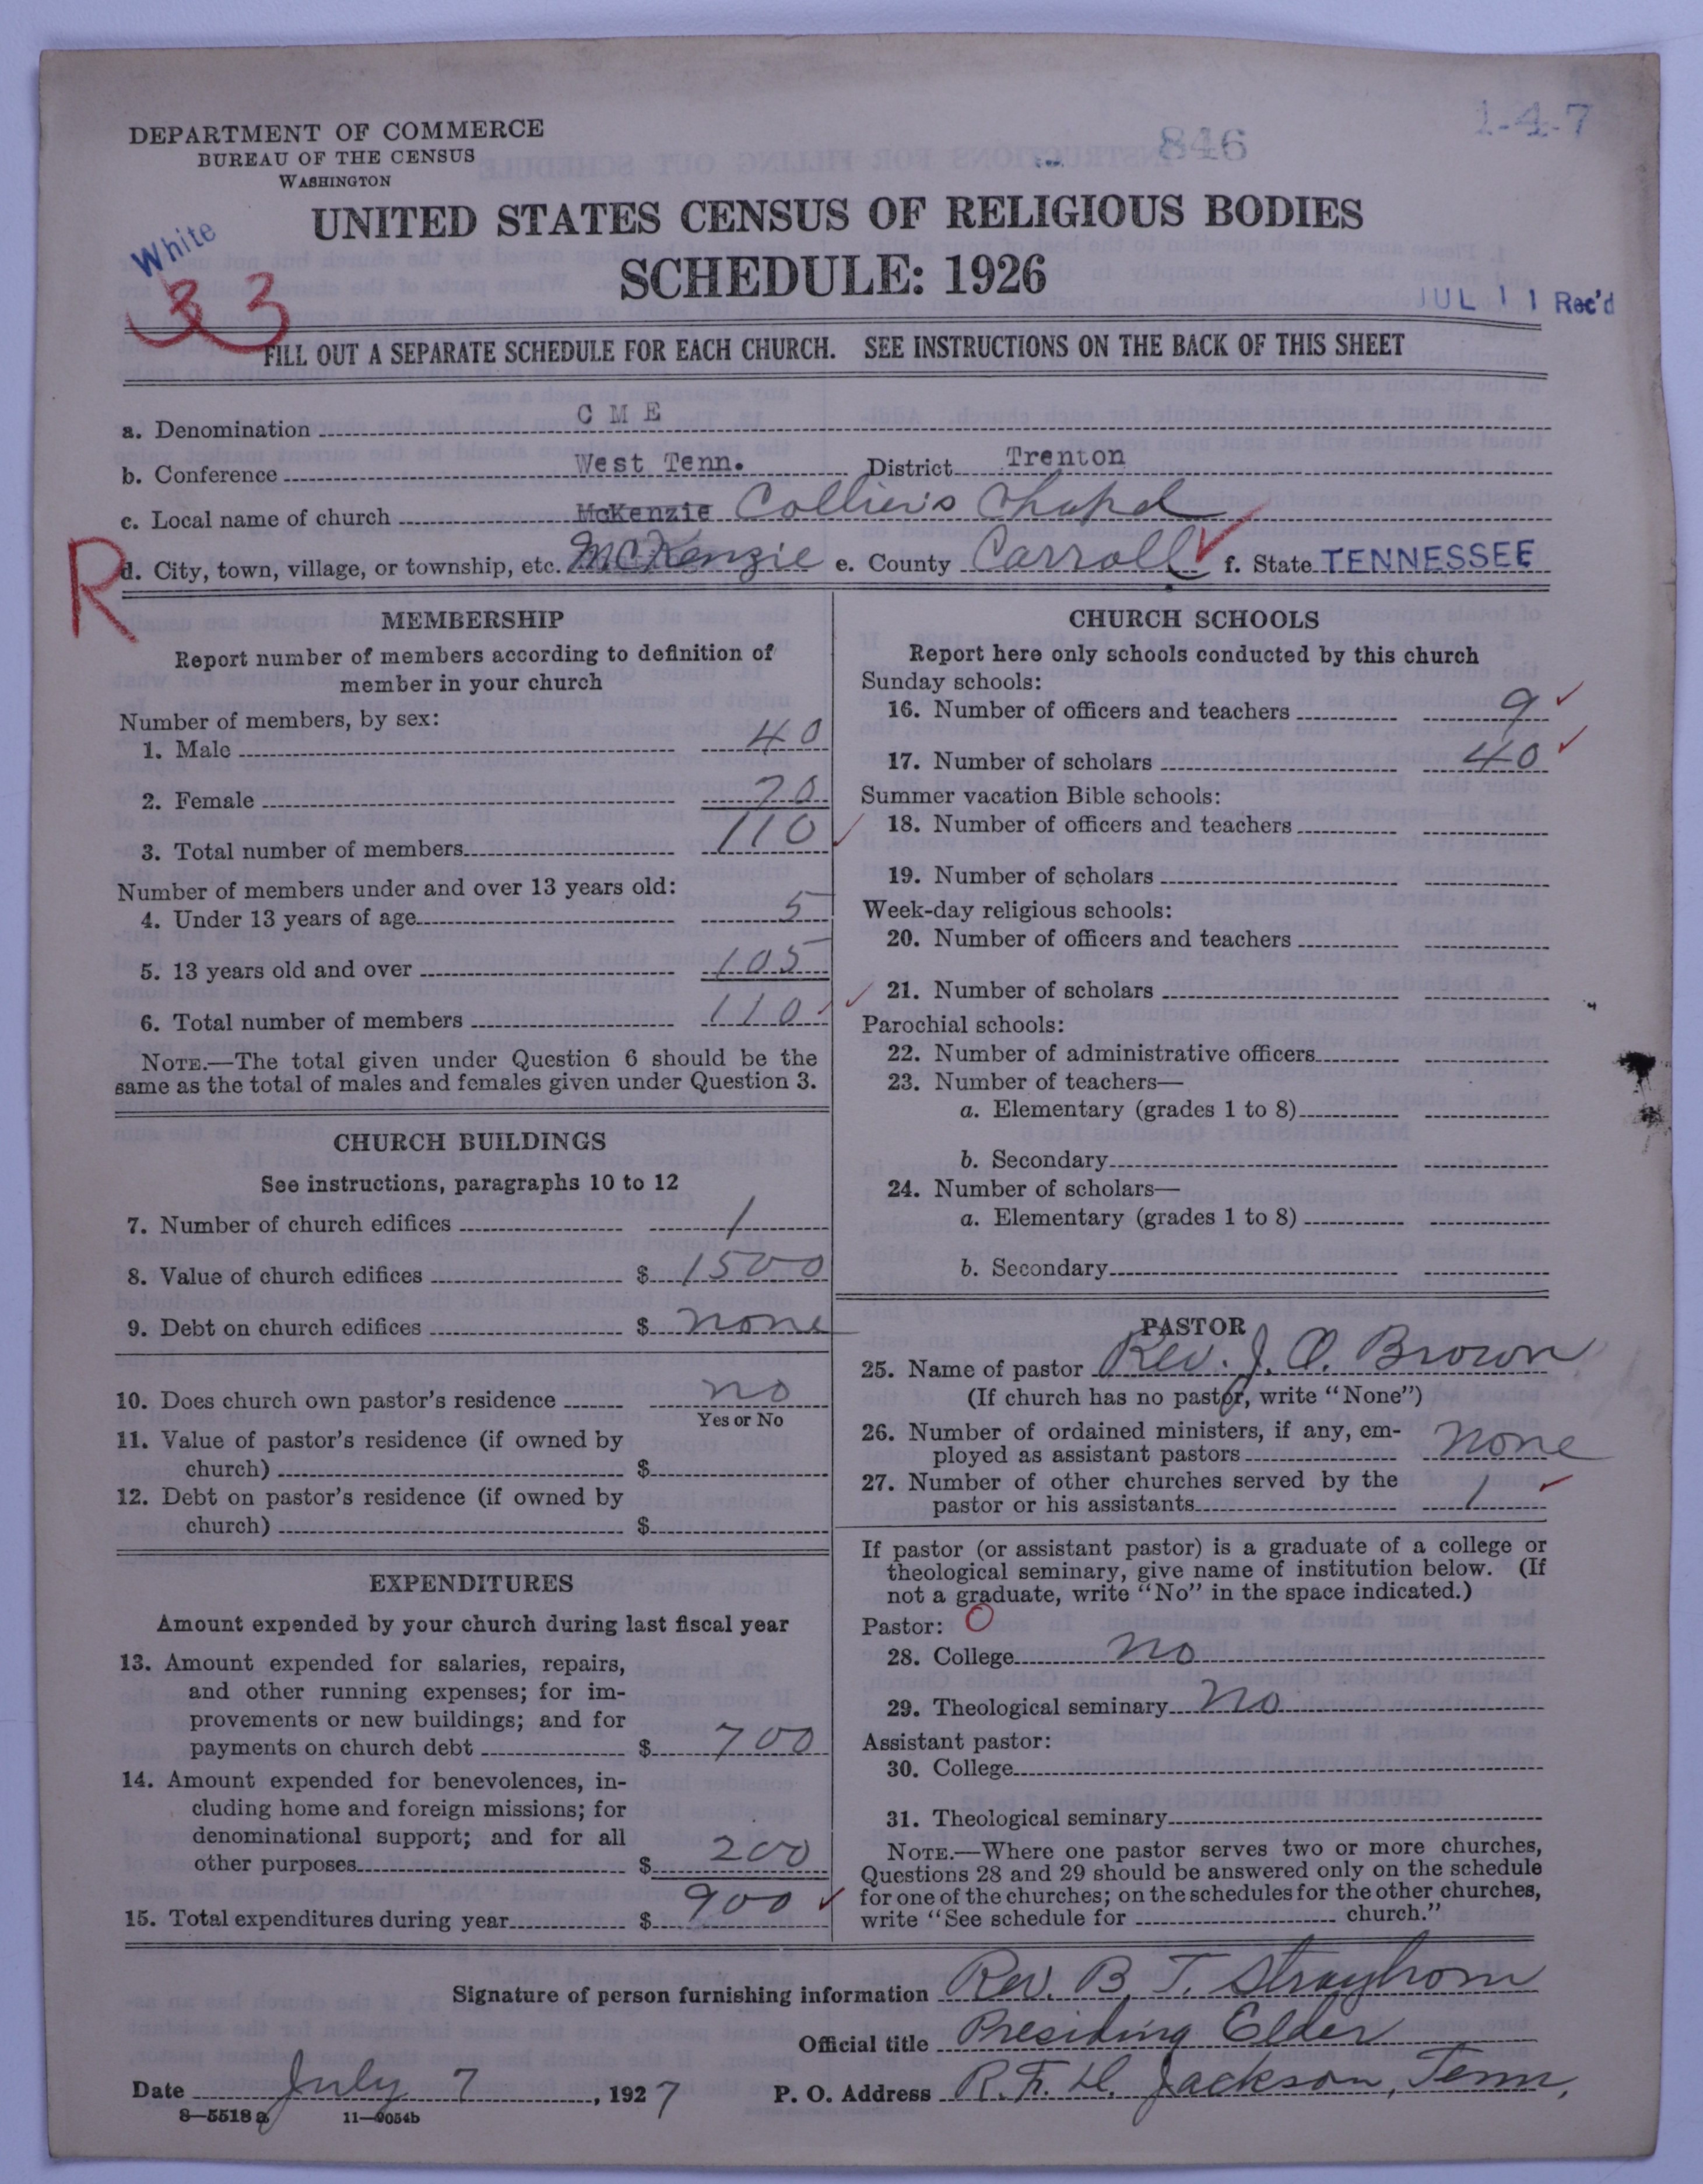 DEPARTMENT OF COMMERCE
BUREAU OF THE CENSUS
WASHINGTON
846
1-4-7
UNITED STATES CENSUS OF RELIGIOUS BODIES
White
SCHEDULE: 1926
33
JUL 11 Rec'd
FILL OUT A SEPARATE SCHEDULE FOR EACH CHURCH. SEE INSTRUCTIONS ON THE BACK OF THIS SHEET
a. Denomination C M E
b. Conference West Tenn. District Trenton
c. Local name of church McKenzie Collier's Chapel
R
d. City, town, village, or township, etc. McKenzie e. County Carroll f. State TENNESSEE
MEMBERSHIP
Report number of members according to definition of
member in your church
Number of members, by sex:
1. Male 40
2. Female 70
3. Total number of members 110
Number of members under and over 13 years old:
4. Under 13 years of age 5
5. 13 years old and over 105
6. Total number of members 110
NOTE.—The total given under Question 6 should be the
same as the total of males and females given under Question 3.
CHURCH BUILDINGS
See instructions, paragraphs 10 to 12
7. Number of church edifices 1
8. Value of church edifices $ 1500
9. Debt on church edifices $ none
10. Does church own pastor's residence no
Yes or No
11. Value of pastor's residence (if owned by
church) $
12. Debt on pastor's residence (if owned by
church) $
EXPENDITURES
Amount expended by your church during last fiscal year
13. Amount expended for salaries, repairs,
and other running expenses; for im-
provements or new buildings; and for
payments on church debt $ 700
14. Amount expended for benevolences, in-
cluding home and foreign missions; for
denominational support; and for all
other purposes $ 200
15. Total expenditures during year $ 900
CHURCH SCHOOLS
Report here only schools conducted by this church
Sunday schools:
16. Number of officers and teachers 9
17. Number of scholars 40
Summer vacation Bible schools:
18. Number of officers and teachers
19. Number of scholars
Week-day religious schools:
20. Number of officers and teachers
21. Number of scholars
Parochial schools:
22. Number of administrative officers
23. Number of teachers—
a. Elementary (grades 1 to 8)
b. Secondary
24. Number of scholars—
a. Elementary (grades 1 to 8)
b. Secondary
PASTOR
25. Name of pastor Rev. J. O. Brown
(If church has no pastor, write "None")
26. Number of ordained ministers, if any, em-
ployed as assistant pastors none
27. Number of other churches served by the
pastor or his assistants 1
If pastor (or assistant pastor) is a graduate of a college or
theological seminary, give name of institution below. (If
not a graduate, write "No" in the space indicated.)
Pastor: O
28. College no
29. Theological seminary no
Assistant pastor:
30. College
31. Theological seminary
NOTE.—Where one pastor serves two or more churches,
Questions 28 and 29 should be answered only on the schedule
for one of the churches; on the schedules for the other churches,
write "See schedule for church."
Signature of person furnishing information Rev. B. T. Strayhorn
Official title Presiding Elder
Date July 7, 1927 P. O. Address R.F.D. Jackson, Tenn.
8—5518a 11—9054b